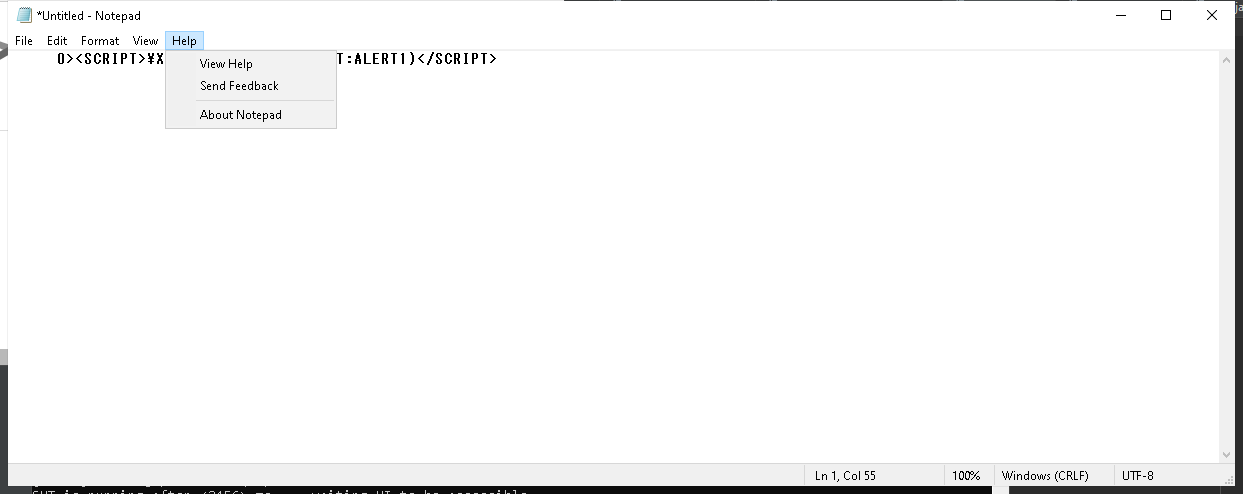 *Untitled - Notepad
File Edit Format View Help
0><SCRIPT>¥X T:ALERT1)</SCRIPT>
View Help
Send Feedback
About Notepad
Ln 1, Col 55 100% Windows (CRLF) UTF-8